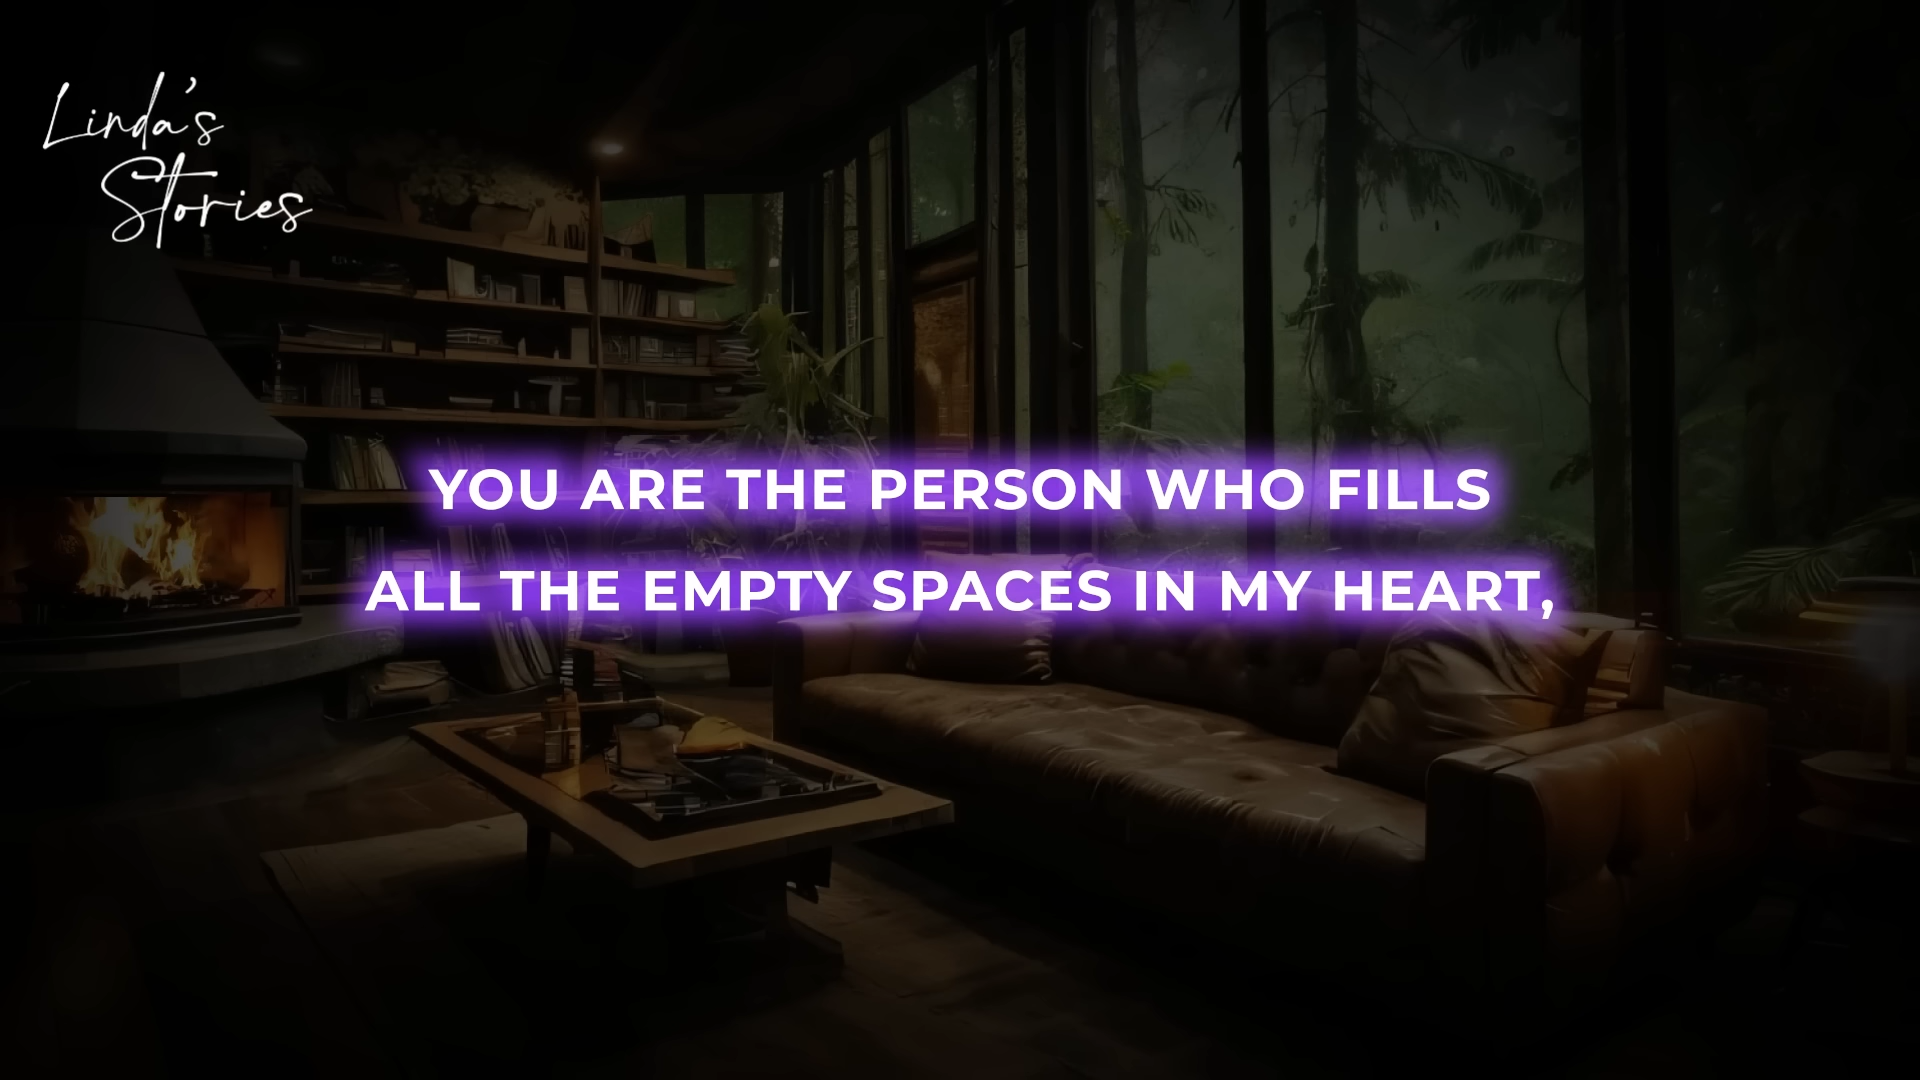 Linda's
Stories
YOU ARE THE PERSON WHO FILLS
ALL THE EMPTY SPACES IN MY HEART,